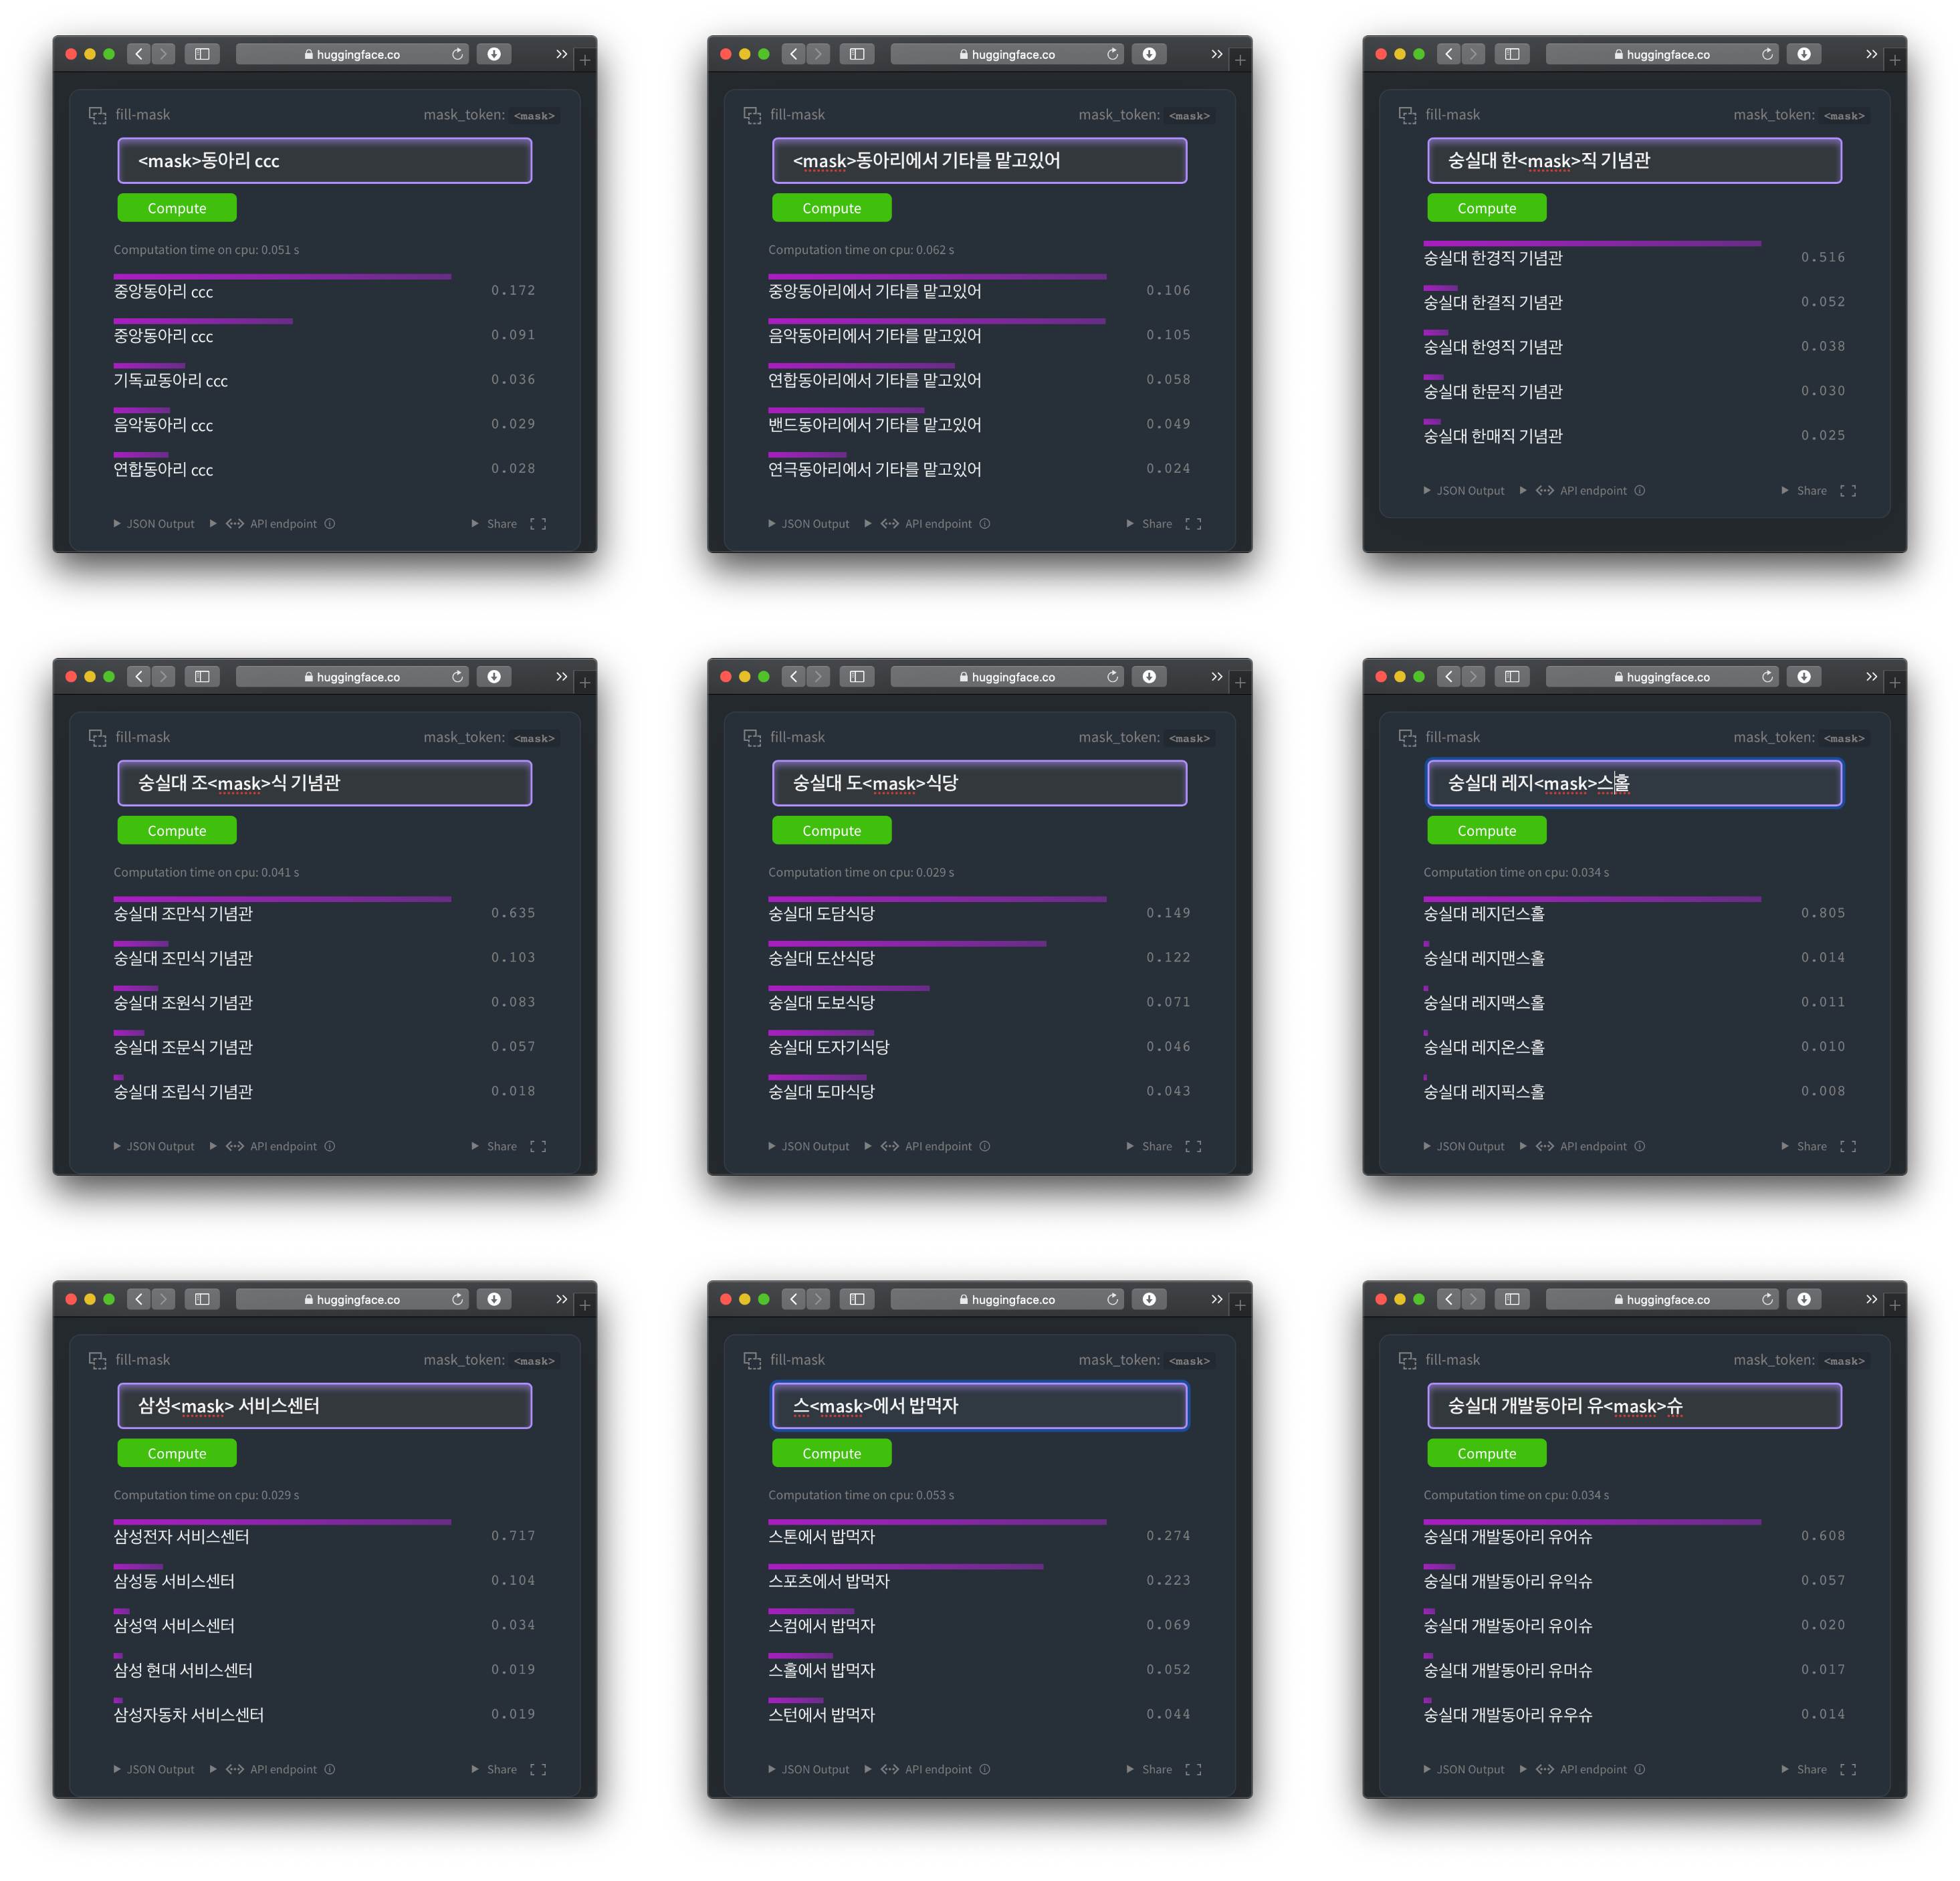 huggingface.co
fill-mask mask_token: <mask>
<mask>동아리 ccc
Compute
Computation time on cpu: 0.051 s
중앙동아리 ccc 0.172
중앙동아리 ccc 0.091
기독교동아리 ccc 0.036
음악동아리 ccc 0.029
연합동아리 ccc 0.028
JSON Output API endpoint Share
huggingface.co
fill-mask mask_token: <mask>
<mask>동아리에서 기타를 맡고있어
Compute
Computation time on cpu: 0.062 s
중앙동아리에서 기타를 맡고있어 0.106
음악동아리에서 기타를 맡고있어 0.105
연합동아리에서 기타를 맡고있어 0.058
밴드동아리에서 기타를 맡고있어 0.049
연극동아리에서 기타를 맡고있어 0.024
JSON Output API endpoint Share
huggingface.co
fill-mask mask_token: <mask>
숭실대 한<mask>직 기념관
Compute
숭실대 한경직 기념관 0.516
숭실대 한결직 기념관 0.052
숭실대 한영직 기념관 0.038
숭실대 한문직 기념관 0.030
숭실대 한매직 기념관 0.025
JSON Output API endpoint Share
huggingface.co
fill-mask mask_token: <mask>
숭실대 조<mask>식 기념관
Compute
Computation time on cpu: 0.041 s
숭실대 조만식 기념관 0.635
숭실대 조민식 기념관 0.103
숭실대 조원식 기념관 0.083
숭실대 조문식 기념관 0.057
숭실대 조립식 기념관 0.018
JSON Output API endpoint Share
huggingface.co
fill-mask mask_token: <mask>
숭실대 도<mask>식당
Compute
Computation time on cpu: 0.029 s
숭실대 도담식당 0.149
숭실대 도산식당 0.122
숭실대 도보식당 0.071
숭실대 도자기식당 0.046
숭실대 도마식당 0.043
JSON Output API endpoint Share
huggingface.co
fill-mask mask_token: <mask>
숭실대 레지<mask>스홀
Compute
Computation time on cpu: 0.034 s
숭실대 레지던스홀 0.805
숭실대 레지맨스홀 0.014
숭실대 레지맥스홀 0.011
숭실대 레지온스홀 0.010
숭실대 레지픽스홀 0.008
JSON Output API endpoint Share
huggingface.co
fill-mask mask_token: <mask>
삼성<mask> 서비스센터
Compute
Computation time on cpu: 0.029 s
삼성전자 서비스센터 0.717
삼성동 서비스센터 0.104
삼성역 서비스센터 0.034
삼성 현대 서비스센터 0.019
삼성자동차 서비스센터 0.019
JSON Output API endpoint Share
huggingface.co
fill-mask mask_token: <mask>
스<mask>에서 밥먹자
Compute
Computation time on cpu: 0.053 s
스톤에서 밥먹자 0.274
스포츠에서 밥먹자 0.223
스컴에서 밥먹자 0.069
스홀에서 밥먹자 0.052
스턴에서 밥먹자 0.044
JSON Output API endpoint Share
huggingface.co
fill-mask mask_token: <mask>
숭실대 개발동아리 유<mask>슈
Compute
Computation time on cpu: 0.034 s
숭실대 개발동아리 유어슈 0.608
숭실대 개발동아리 유익슈 0.057
숭실대 개발동아리 유이슈 0.020
숭실대 개발동아리 유머슈 0.017
숭실대 개발동아리 유우슈 0.014
JSON Output API endpoint Share